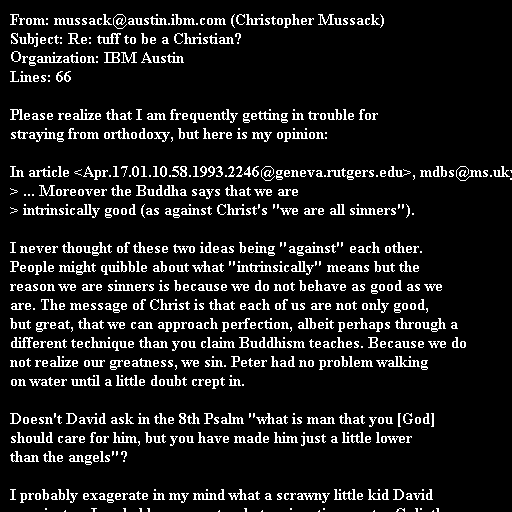 From: mussack@austin.ibm.com (Christopher Mussack)
Subject: Re: tuff to be a Christian?
Organization: IBM Austin
Lines: 66
Please realize that I am frequently getting in trouble for
straying from orthodoxy, but here is my opinion:
In article <Apr.17.01.10.58.1993.2246@geneva.rutgers.edu>, mdbs@ms.uky
> ... Moreover the Buddha says that we are
> intrinsically good (as against Christ's "we are all sinners").
I never thought of these two ideas being "against" each other.
People might quibble about what "intrinsically" means but the
reason we are sinners is because we do not behave as good as we
are. The message of Christ is that each of us are not only good,
but great, that we can approach perfection, albeit perhaps through a
different technique than you claim Buddhism teaches. Because we do
not realize our greatness, we sin. Peter had no problem walking
on water until a little doubt crept in.
Doesn't David ask in the 8th Psalm "what is man that you [God]
should care for him, but you have made him just a little lower
than the angels"?
I probably exagerate in my mind what a scrawny little kid David